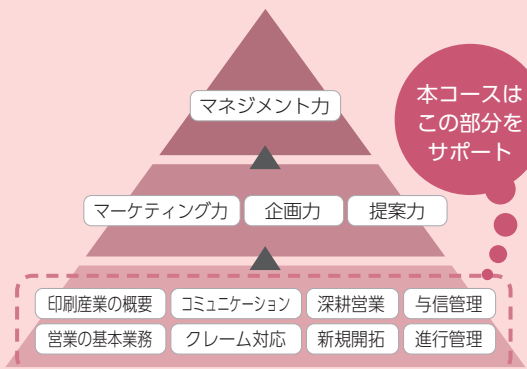 マネジメント力
本コースは
この部分を
サポート
マーケティング力 企画力 提案力
印刷産業の概要 コミュニケーション 深耕営業 与信管理
営業の基本業務 クレーム対応 新規開拓 進行管理